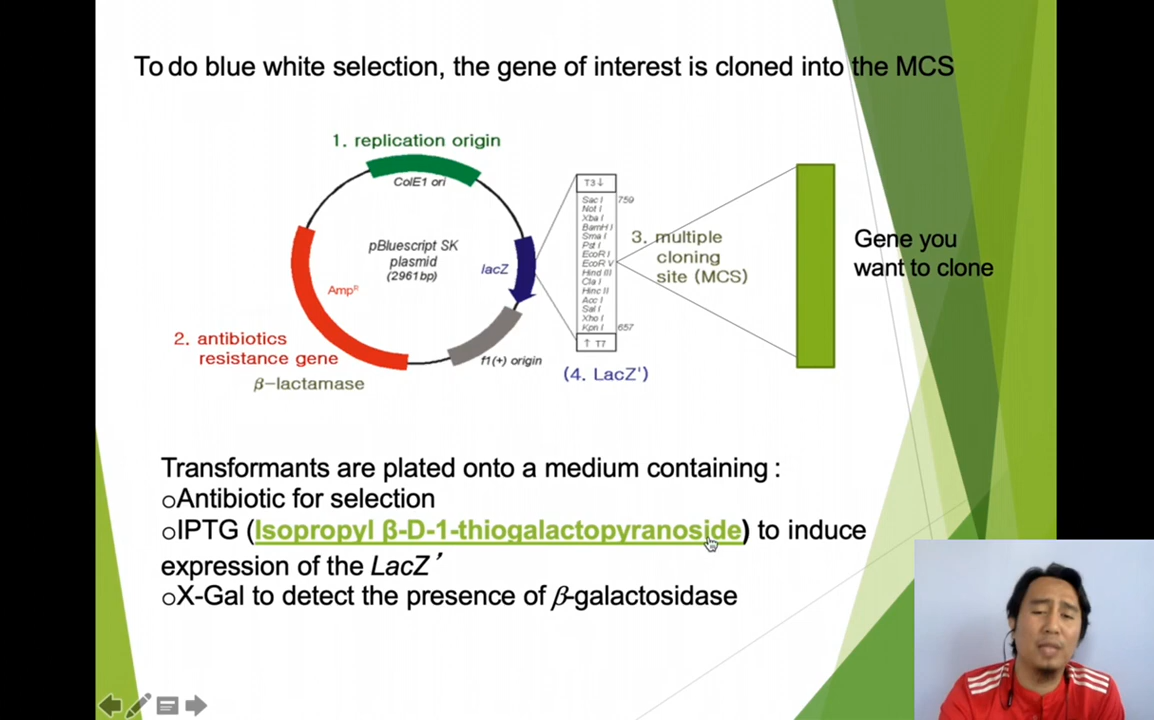 To do blue white selection, the gene of interest is cloned into the MCS
1. replication origin
ColE1 ori
pBluescript SK
plasmid
(2961bp)
lacZ
Ampᴿ
2. antibiotics
resistance gene
β-lactamase
f1(+) origin
T3↓
Sac I 759
Not I
Xba I
BamH I
Sma I
Pst I
EcoR I
EcoR V
Hind III
Cla I
Hinc II
Acc I
Sal I
Xho I
Kpn I 657
↑ T7
(4. LacZ')
3. multiple
cloning
site (MCS)
Gene you
want to clone
Transformants are plated onto a medium containing :
oAntibiotic for selection
oIPTG (Isopropyl β-D-1-thiogalactopyranoside) to induce
expression of the LacZ′
oX-Gal to detect the presence of β-galactosidase